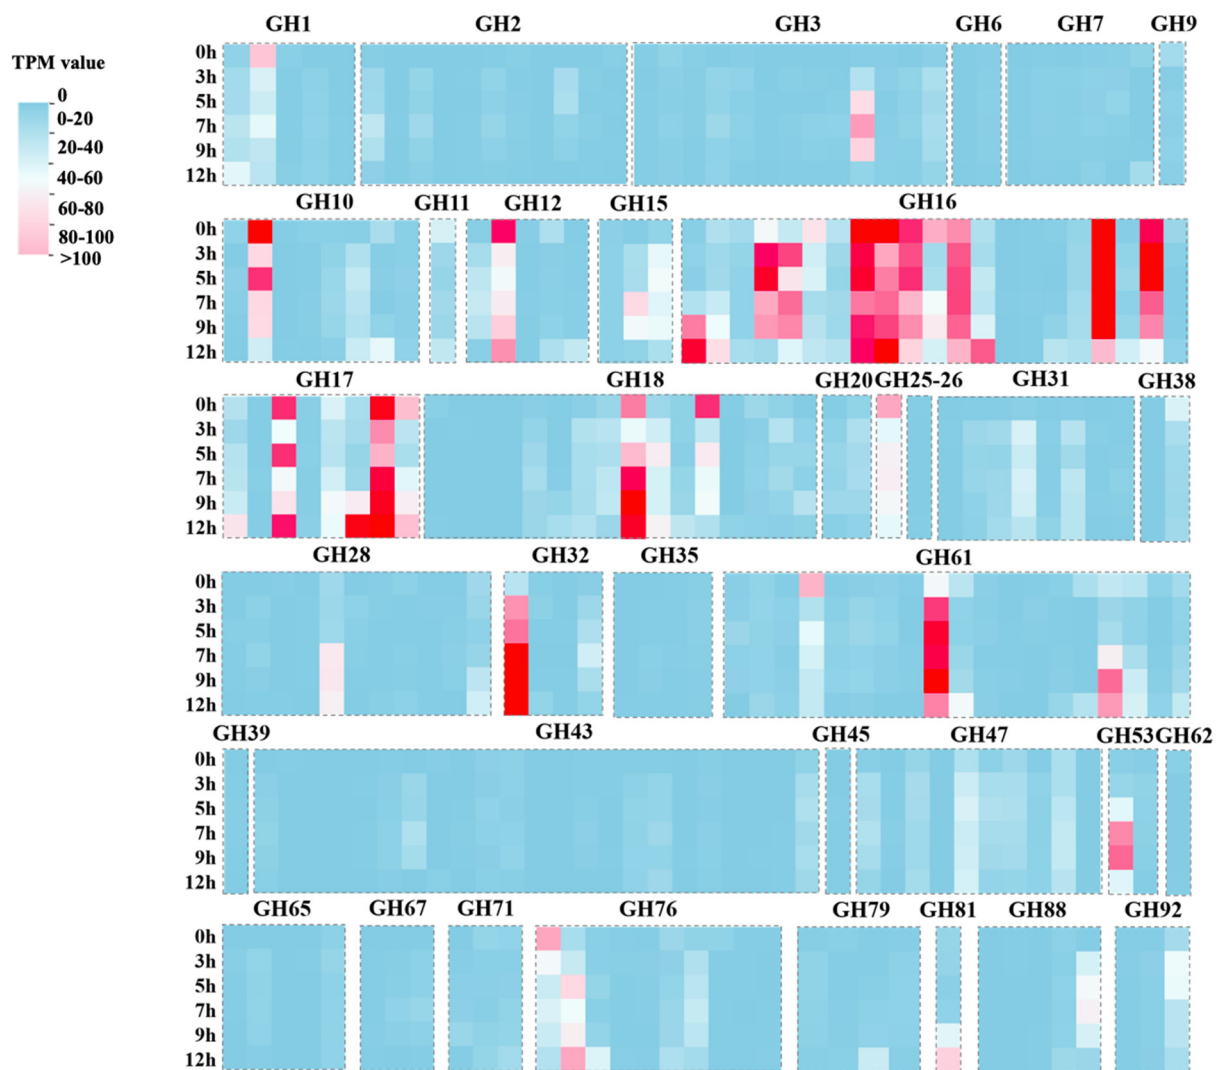 GH1 GH2 GH3 GH6 GH7 GH9
TPM value
0
0-20
20-40
40-60
60-80
80-100
>100
0h
3h
5h
7h
9h
12h
GH10 GH11 GH12 GH15 GH16
0h
3h
5h
7h
9h
12h
GH17 GH18 GH20 GH25-26 GH31 GH38
0h
3h
5h
7h
9h
12h
GH28 GH32 GH35 GH61
0h
3h
5h
7h
9h
12h
GH39 GH43 GH45 GH47 GH53 GH62
0h
3h
5h
7h
9h
12h
GH65 GH67 GH71 GH76 GH79 GH81 GH88 GH92
0h
3h
5h
7h
9h
12h